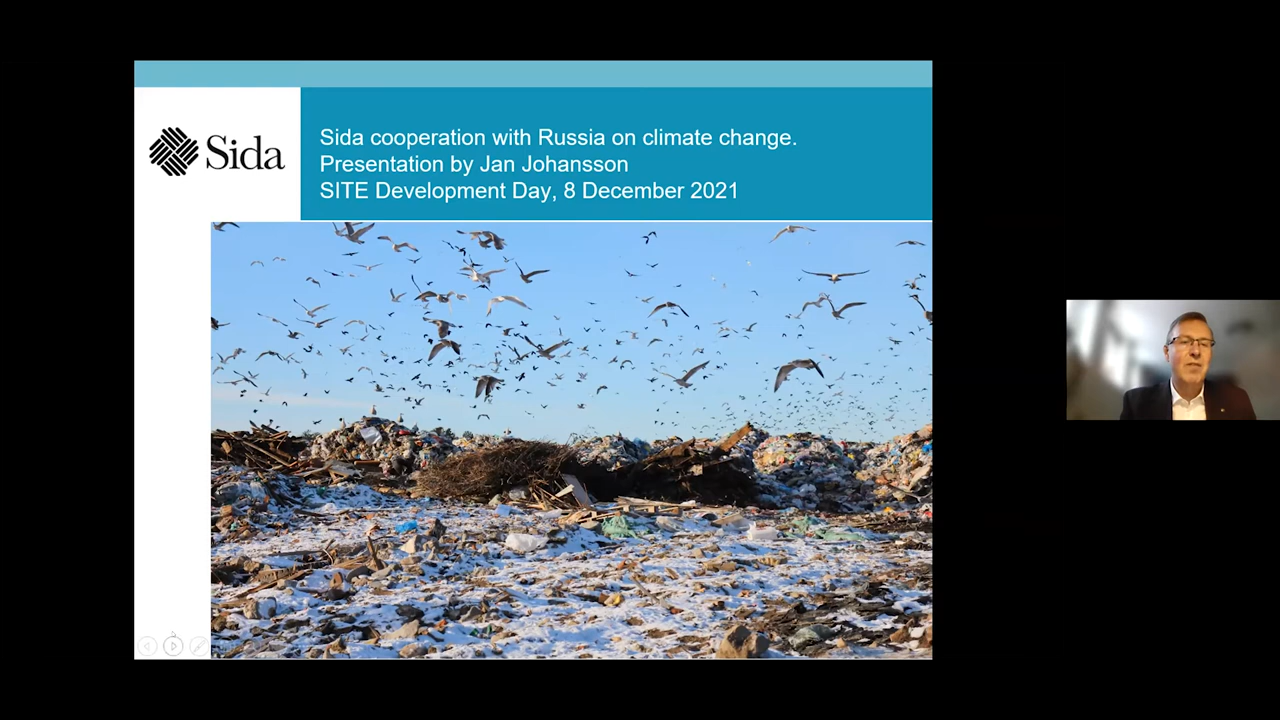 Sida
Sida cooperation with Russia on climate change.
Presentation by Jan Johansson
SITE Development Day, 8 December 2021